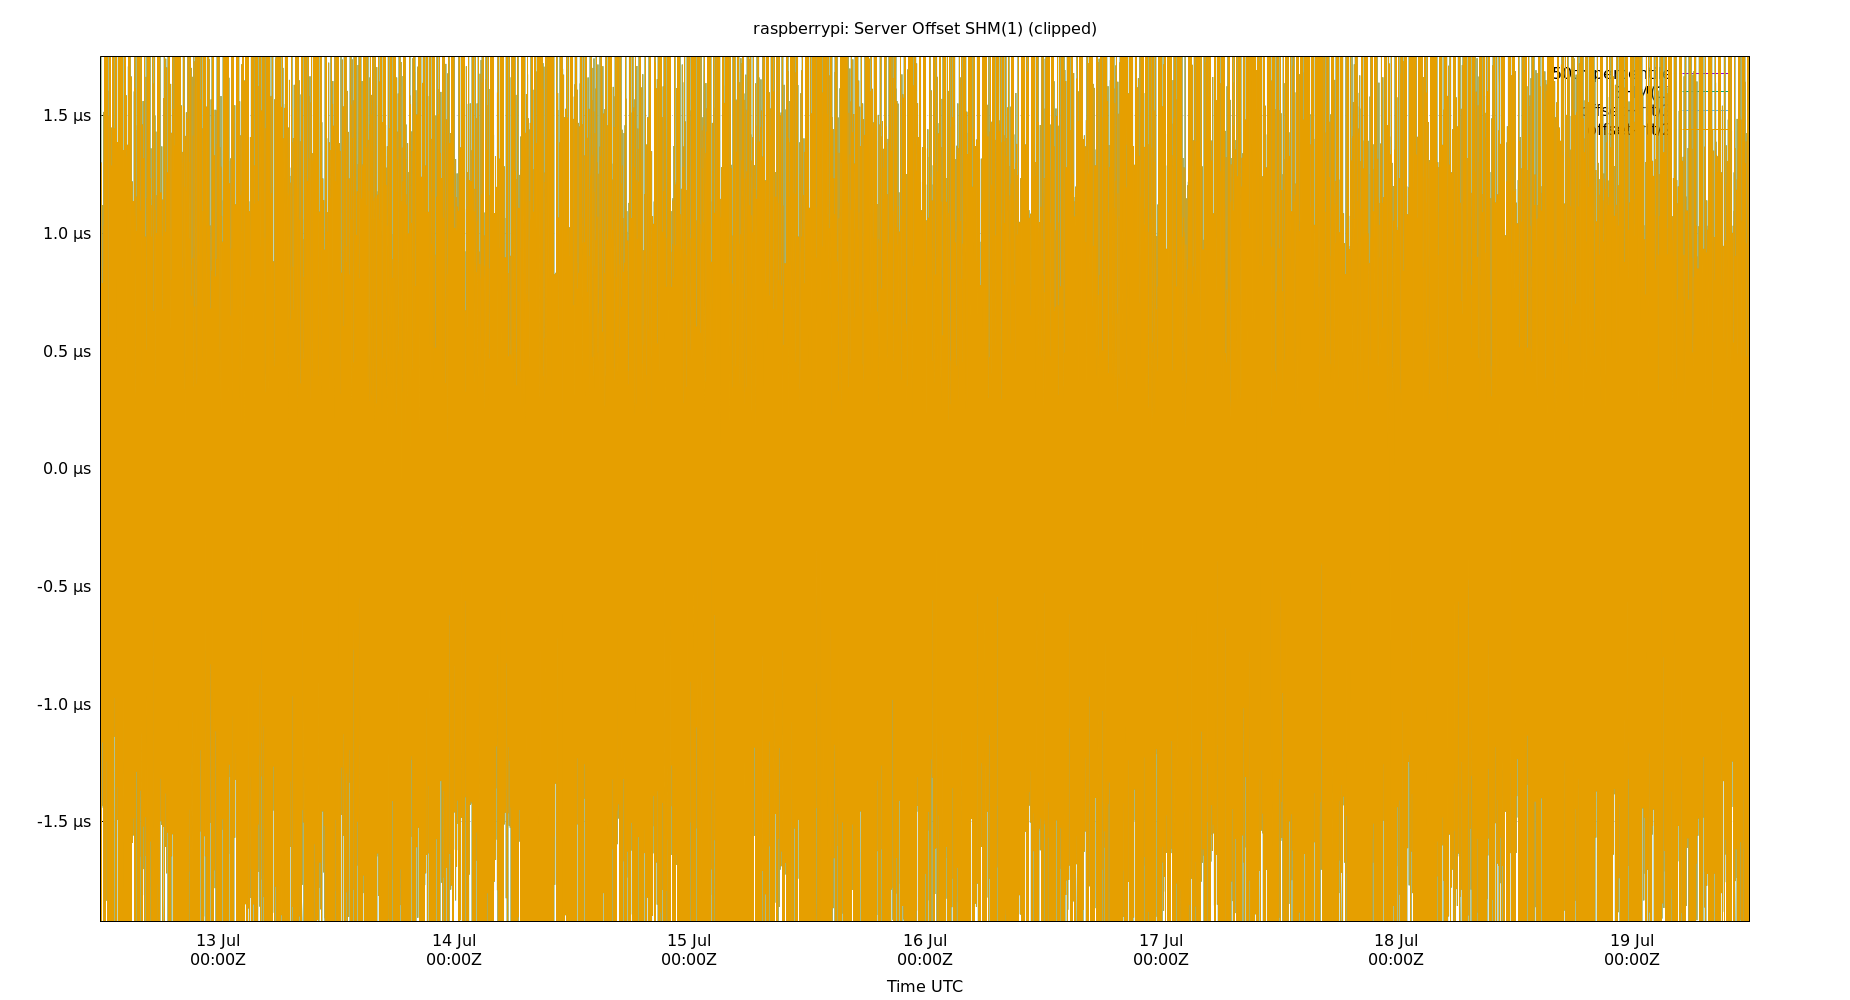 raspberrypi: Server Offset SHM(1) (clipped)
1.5 µs
1.0 µs
0.5 µs
0.0 µs
-0.5 µs
-1.0 µs
-1.5 µs
13 Jul
00:00Z
14 Jul
00:00Z
15 Jul
00:00Z
16 Jul
00:00Z
17 Jul
00:00Z
18 Jul
00:00Z
19 Jul
00:00Z
Time UTC